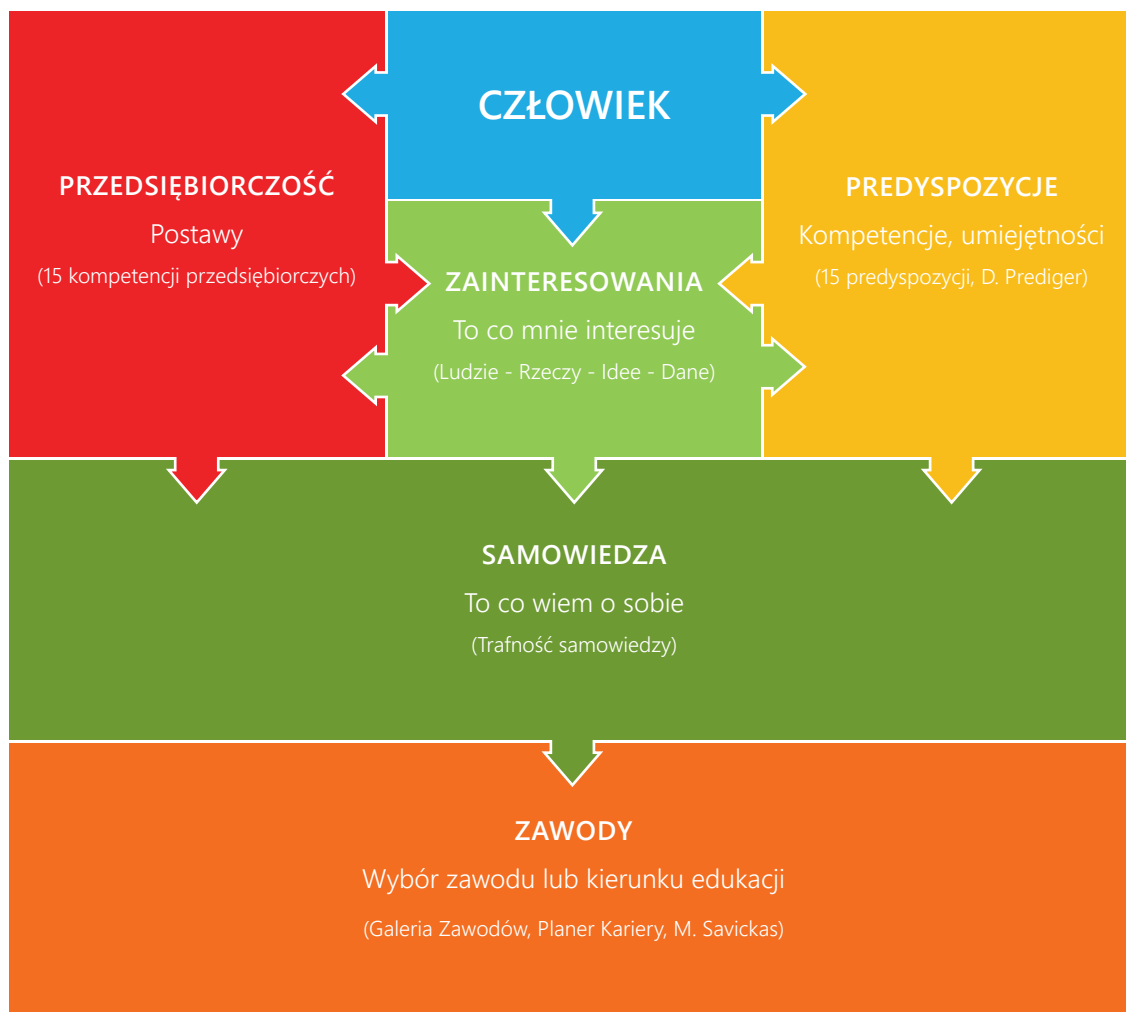 CZŁOWIEK
PRZEDSIĘBIORCZOŚĆ
Postawy
(15 kompetencji przedsiębiorczych)
ZAINTERESOWANIA
To co mnie interesuje
(Ludzie - Rzeczy - Idee - Dane)
PREDYSPOZYCJE
Kompetencje, umiejętności
(15 predyspozycji, D. Prediger)
SAMOWIEDZA
To co wiem o sobie
(Trafność samowiedzy)
ZAWODY
Wybór zawodu lub kierunku edukacji
(Galeria Zawodów, Planer Kariery, M. Savickas)